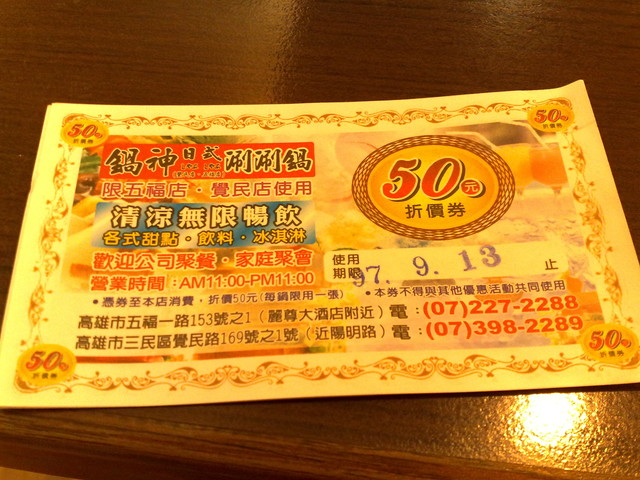 50元
折價券
50元
折價券
鍋神日式涮涮鍋
限五福店・覺民店使用
50元
折價券
清涼無限暢飲
各式甜點・飲料・冰淇淋
歡迎公司聚餐・家庭聚會
營業時間：AM11:00-PM11:00
使用
期限 97. 9. 13 止
・憑券至本店消費，折價50元(每鍋限用一張)
・本券不得與其他優惠活動共同使用
高雄市五福一路153號之1（麗尊大酒店附近）電：(07)227-2288
高雄市三民區覺民路169號之1號（近陽明路）電：(07)398-2289
50元
折價券
50元
折價券